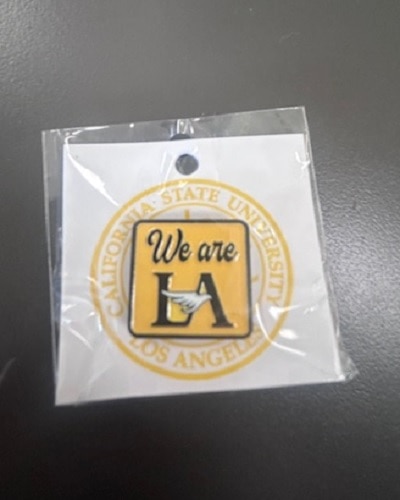 CALIFORNIA STATE UNIVERSITY
We are
LA
LOS ANGELES